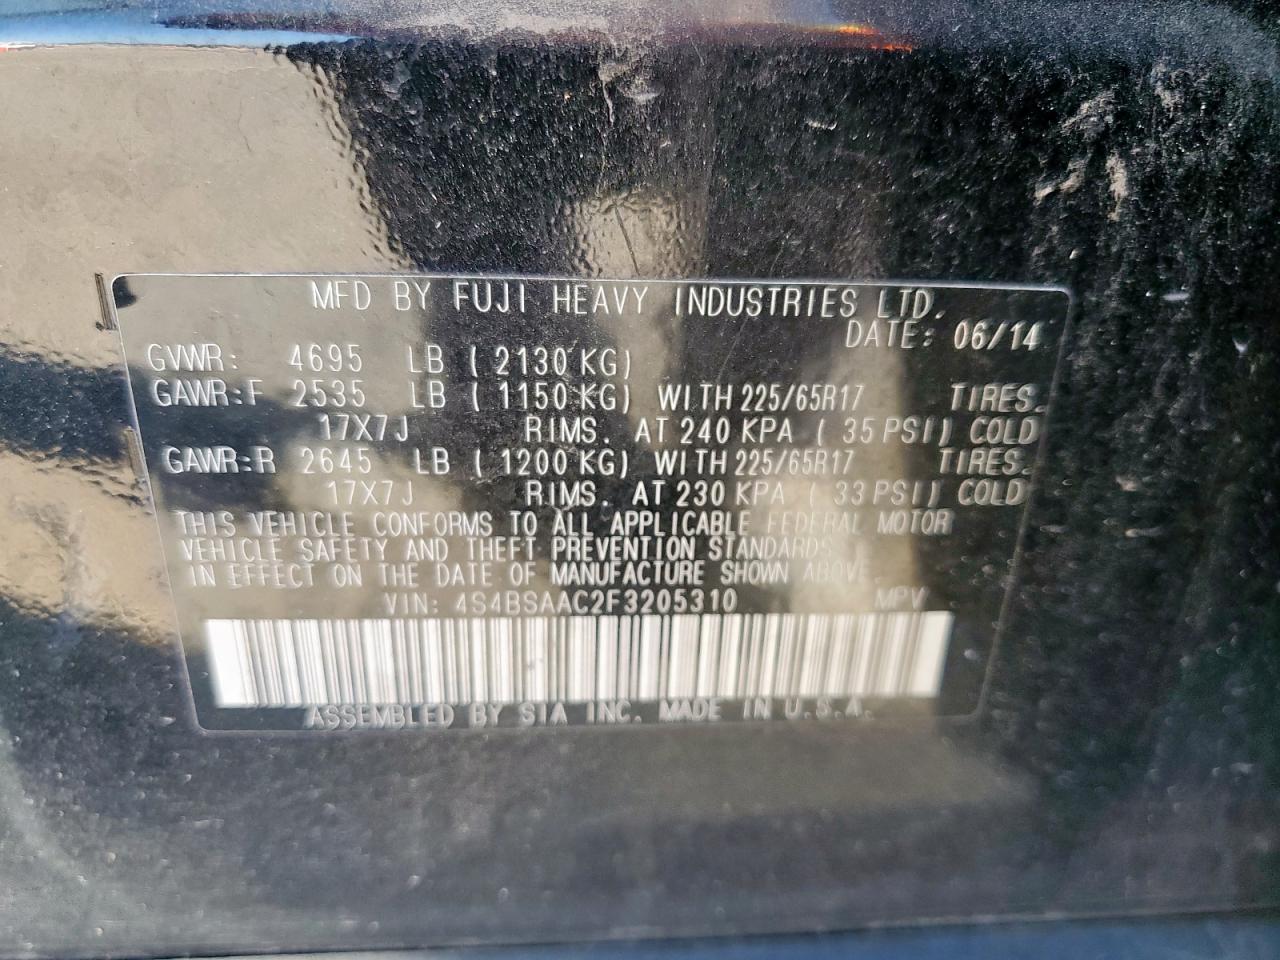 MFD BY FUJI HEAVY INDUSTRIES LTD.
DATE: 06/14
GVWR: 4695 LB ( 2130 KG)
GAWR:F 2535 LB ( 1150 KG) WITH 225/65R17 TIRES.
17X7J RIMS. AT 240 KPA ( 35 PSI) COLD
GAWR:R 2645 LB ( 1200 KG) WITH 225/65R17 TIRES.
17X7J RIMS. AT 230 KPA ( 33 PSI) COLD
THIS VEHICLE CONFORMS TO ALL APPLICABLE FEDERAL MOTOR
VEHICLE SAFETY AND THEFT PREVENTION STANDARDS
IN EFFECT ON THE DATE OF MANUFACTURE SHOWN ABOVE.
VIN: 4S4BSAAC2F3205310 MPV
ASSEMBLED BY SIA INC. MADE IN U.S.A.